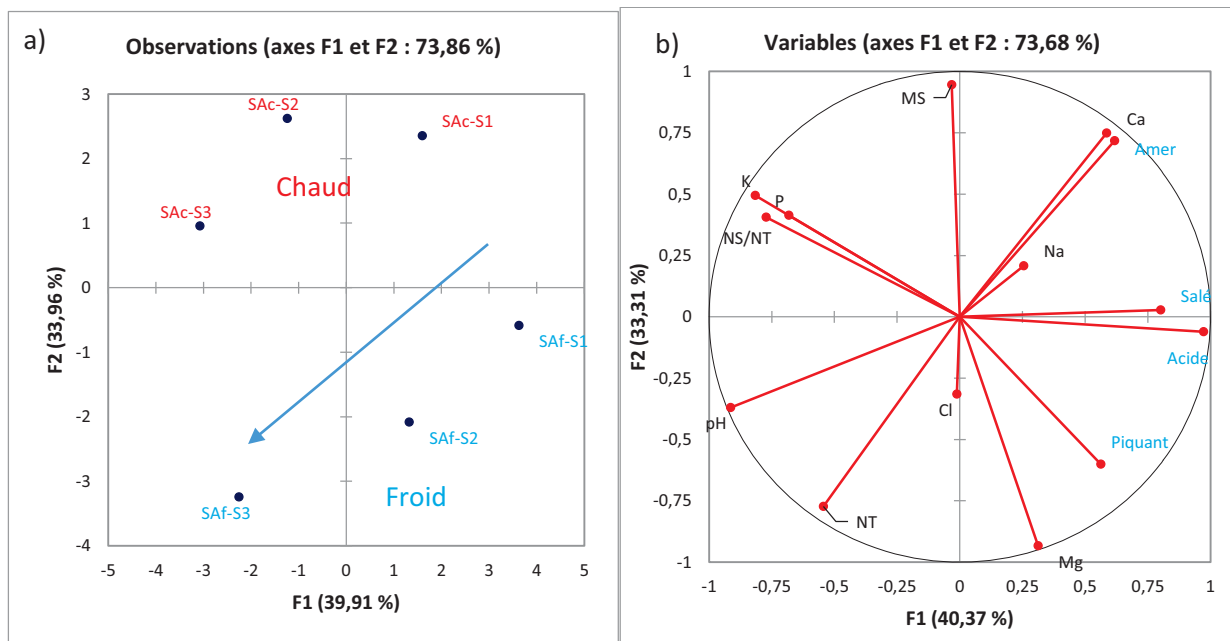 a)
Observations (axes F1 et F2 : 73,86 %)
3
2
1
0
-1
-2
-3
-4
F2 (33,96 %)
SAc-S2
SAc-S1
Chaud
SAc-S3
SAf-S1
SAf-S2
Froid
SAf-S3
-5 -4 -3 -2 -1 0 1 2 3 4 5
F1 (39,91 %)
b)
Variables (axes F1 et F2 : 73,68 %)
1
0,75
0,5
0,25
0
-0,25
-0,5
-0,75
-1
F2 (33,31 %)
MS
Ca
Amer
K
P
NS/NT
Na
Salé
Acide
Cl
pH
Piquant
NT
Mg
-1 -0,75 -0,5 -0,25 0 0,25 0,5 0,75 1
F1 (40,37 %)